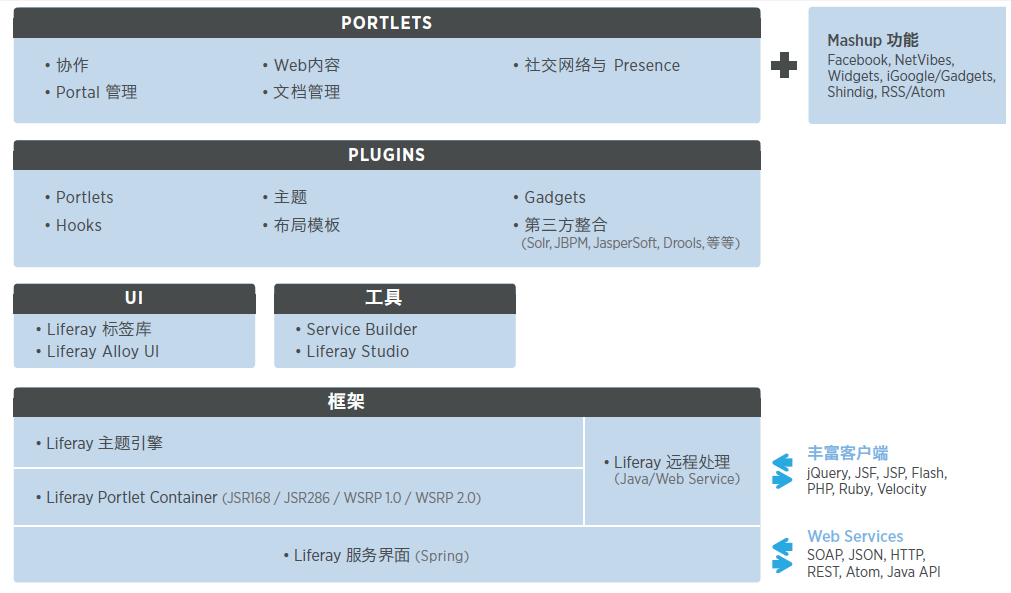 PORTLETS
• 协作
• Web内容
• 社交网络与 Presence
• Portal 管理
• 文档管理
Mashup 功能
Facebook, NetVibes,
Widgets, iGoogle/Gadgets,
Shindig, RSS/Atom
PLUGINS
• Portlets
• 主题
• Gadgets
• Hooks
• 布局模板
• 第三方整合
(Solr, JBPM, JasperSoft, Drools, 等等)
UI
• Liferay 标签库
• Liferay Alloy UI
工具
• Service Builder
• Liferay Studio
框架
• Liferay 主题引擎
• Liferay Portlet Container (JSR168 / JSR286 / WSRP 1.0 / WSRP 2.0)
• Liferay 远程处理
(Java/Web Service)
• Liferay 服务界面 (Spring)
丰富客户端
jQuery, JSF, JSP, Flash,
PHP, Ruby, Velocity
Web Services
SOAP, JSON, HTTP,
REST, Atom, Java API